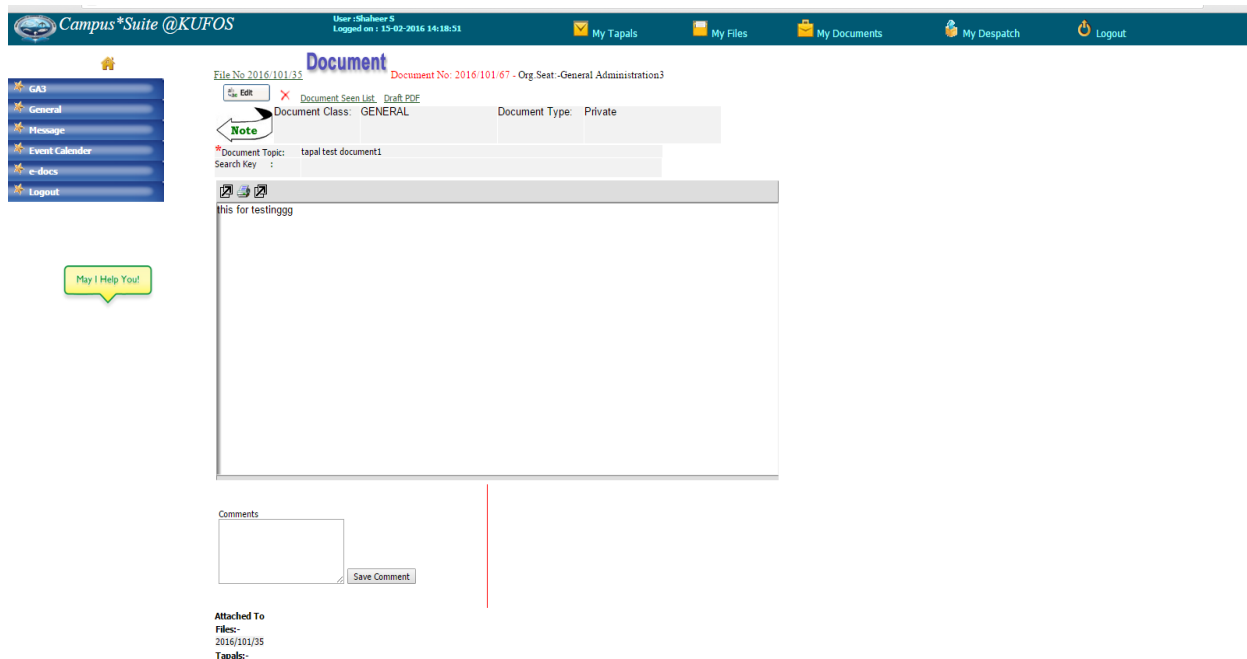 Campus*Suite @KUFOS
User :Shaheer S
Logged on : 15-02-2016 14:18:51
My Tapals
My Files
My Documents
My Despatch
Logout
GA3
General
Message
Event Calender
e-docs
Logout
May I Help You!
Document
File No 2016/101/35
Document No: 2016/101/67 - Org.Seat:-General Administration3
Edit
Document Seen List Draft PDF
Document Class: GENERAL Document Type: Private
Note
*Document Topic: tapal test document1
Search Key :
this for testinggg
Comments
Save Comment
Attached To
Files:-
2016/101/35
Tapals:-